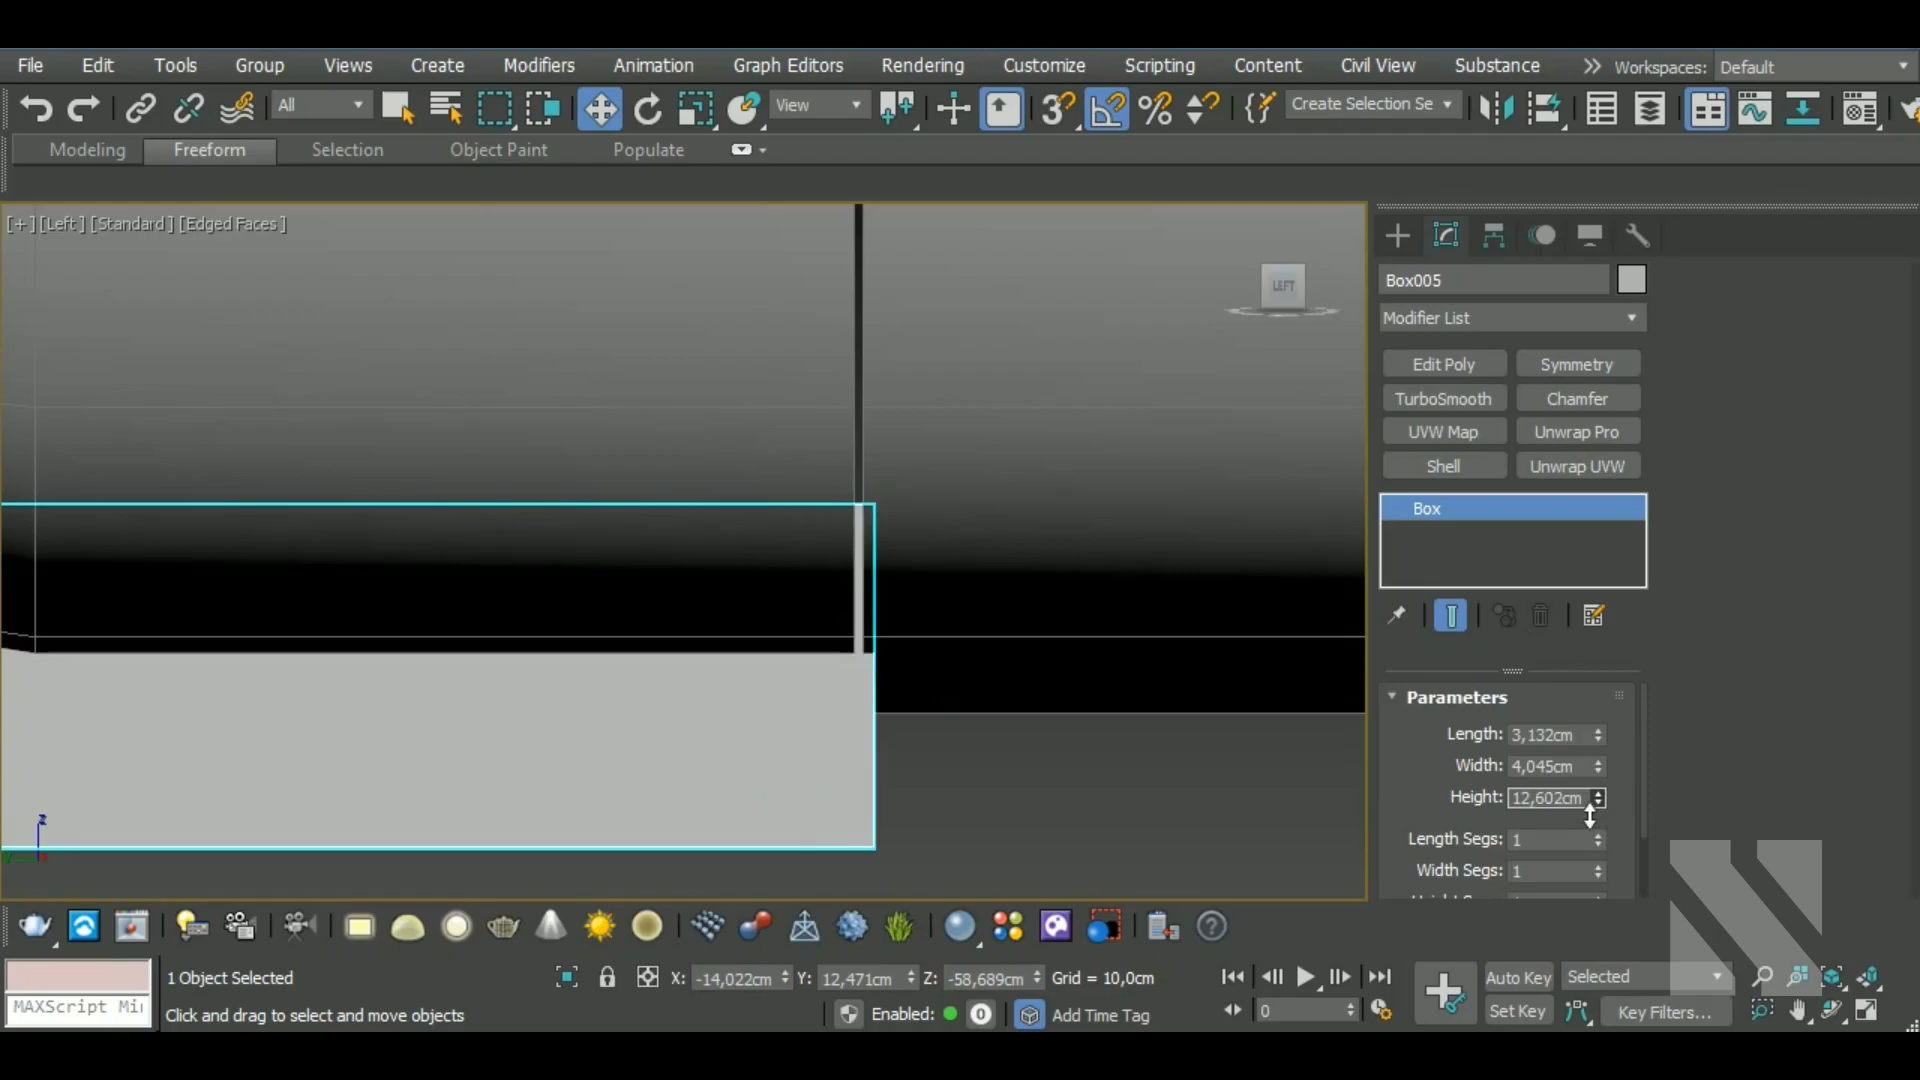 File Edit Tools Group Views Create Modifiers Animation Graph Editors Rendering Customize Scripting Content Civil View Substance Workspaces: Default
All View 3 Create Selection Se
Modeling Freeform Selection Object Paint Populate
[+] [Left] [Standard] [Edged Faces]
LEFT
Box005
Modifier List
Edit Poly Symmetry
TurboSmooth Chamfer
UVW Map Unwrap Pro
Shell Unwrap UVW
Box
Parameters
Length: 3,132cm
Width: 4,045cm
Height: 12,602cm
Length Segs: 1
Width Segs: 1
z
1 Object Selected X: -14,022cm Y: 12,471cm Z: -58,689cm Grid = 10,0cm Auto Key Selected
MAXScript Mi Click and drag to select and move objects Enabled: 0 Add Time Tag 0 Set Key Key Filters...